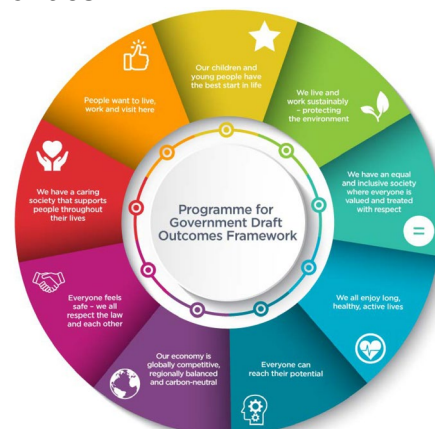 Our children and
young people have
the best start in life
We live and
work sustainably
– protecting
the environment
We have an equal
and inclusive society
where everyone is
valued and treated
with respect
We all enjoy long,
healthy, active lives
Everyone can
reach their potential
Our economy is
globally competitive,
regionally balanced
and carbon-neutral
Everyone feels
safe – we all
respect the law
and each other
We have a caring
society that supports
people throughout
their lives
People want to live,
work and visit here
Programme for
Government Draft
Outcomes Framework